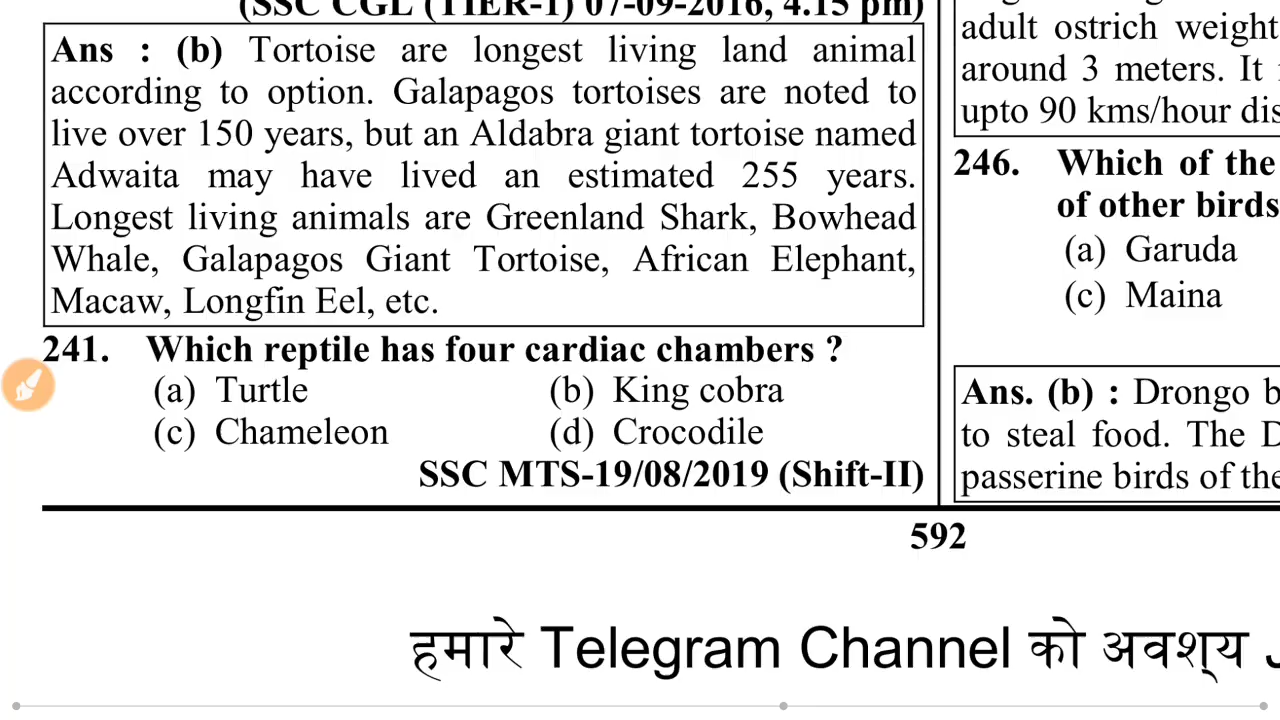 (SSC CGL (TIER-1) 07-09-2016, 4.15 pm)
Ans : (b) Tortoise are longest living land animal
according to option. Galapagos tortoises are noted to
live over 150 years, but an Aldabra giant tortoise named
Adwaita may have lived an estimated 255 years.
Longest living animals are Greenland Shark, Bowhead
Whale, Galapagos Giant Tortoise, African Elephant,
Macaw, Longfin Eel, etc.
241. Which reptile has four cardiac chambers ?
(a) Turtle (b) King cobra
(c) Chameleon (d) Crocodile
SSC MTS-19/08/2019 (Shift-II)
adult ostrich weight
around 3 meters. It
upto 90 kms/hour dis
246. Which of the
of other birds
(a) Garuda
(c) Maina
Ans. (b) : Drongo b
to steal food. The D
passerine birds of the
592
हमारे Telegram Channel को अवश्य J